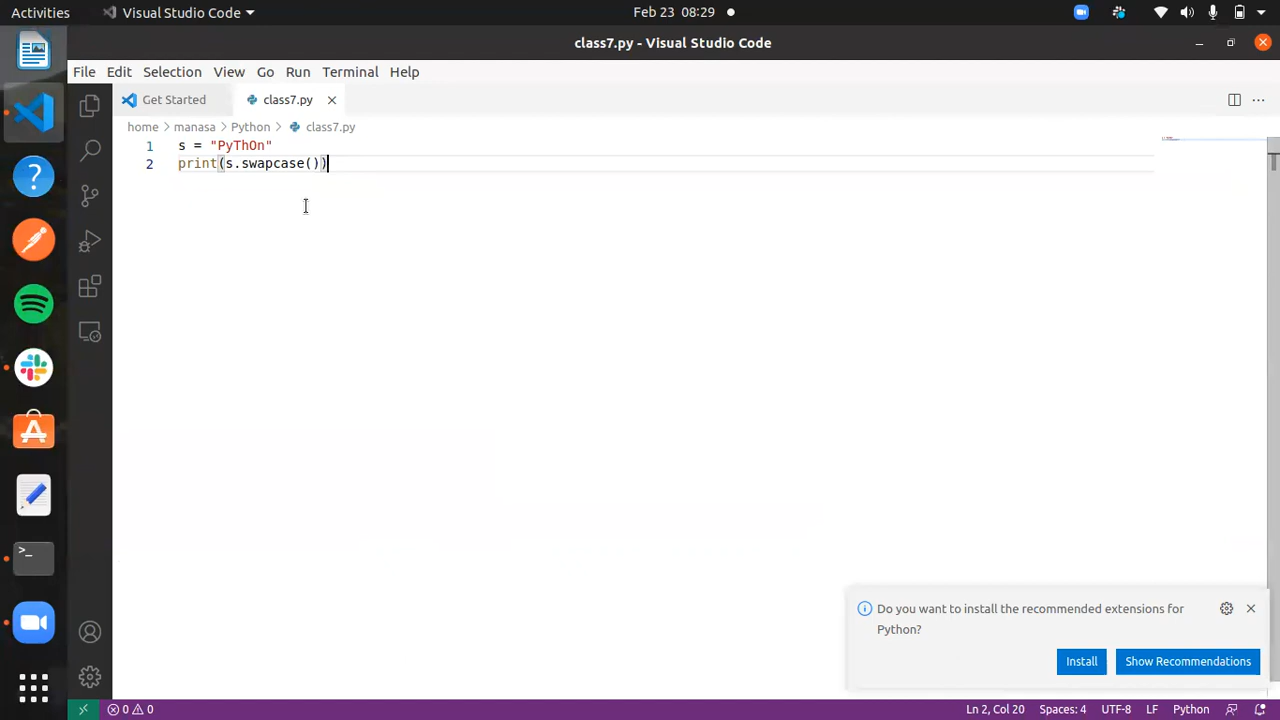 Activities
Visual Studio Code
Feb 23 08:29
class7.py - Visual Studio Code
File Edit Selection View Go Run Terminal Help
Get Started
class7.py
home > manasa > Python > class7.py
1 s = "PyThOn"
2 print(s.swapcase())
Do you want to install the recommended extensions for
Python?
Install
Show Recommendations
0 0
Ln 2, Col 20
Spaces: 4
UTF-8
LF
Python